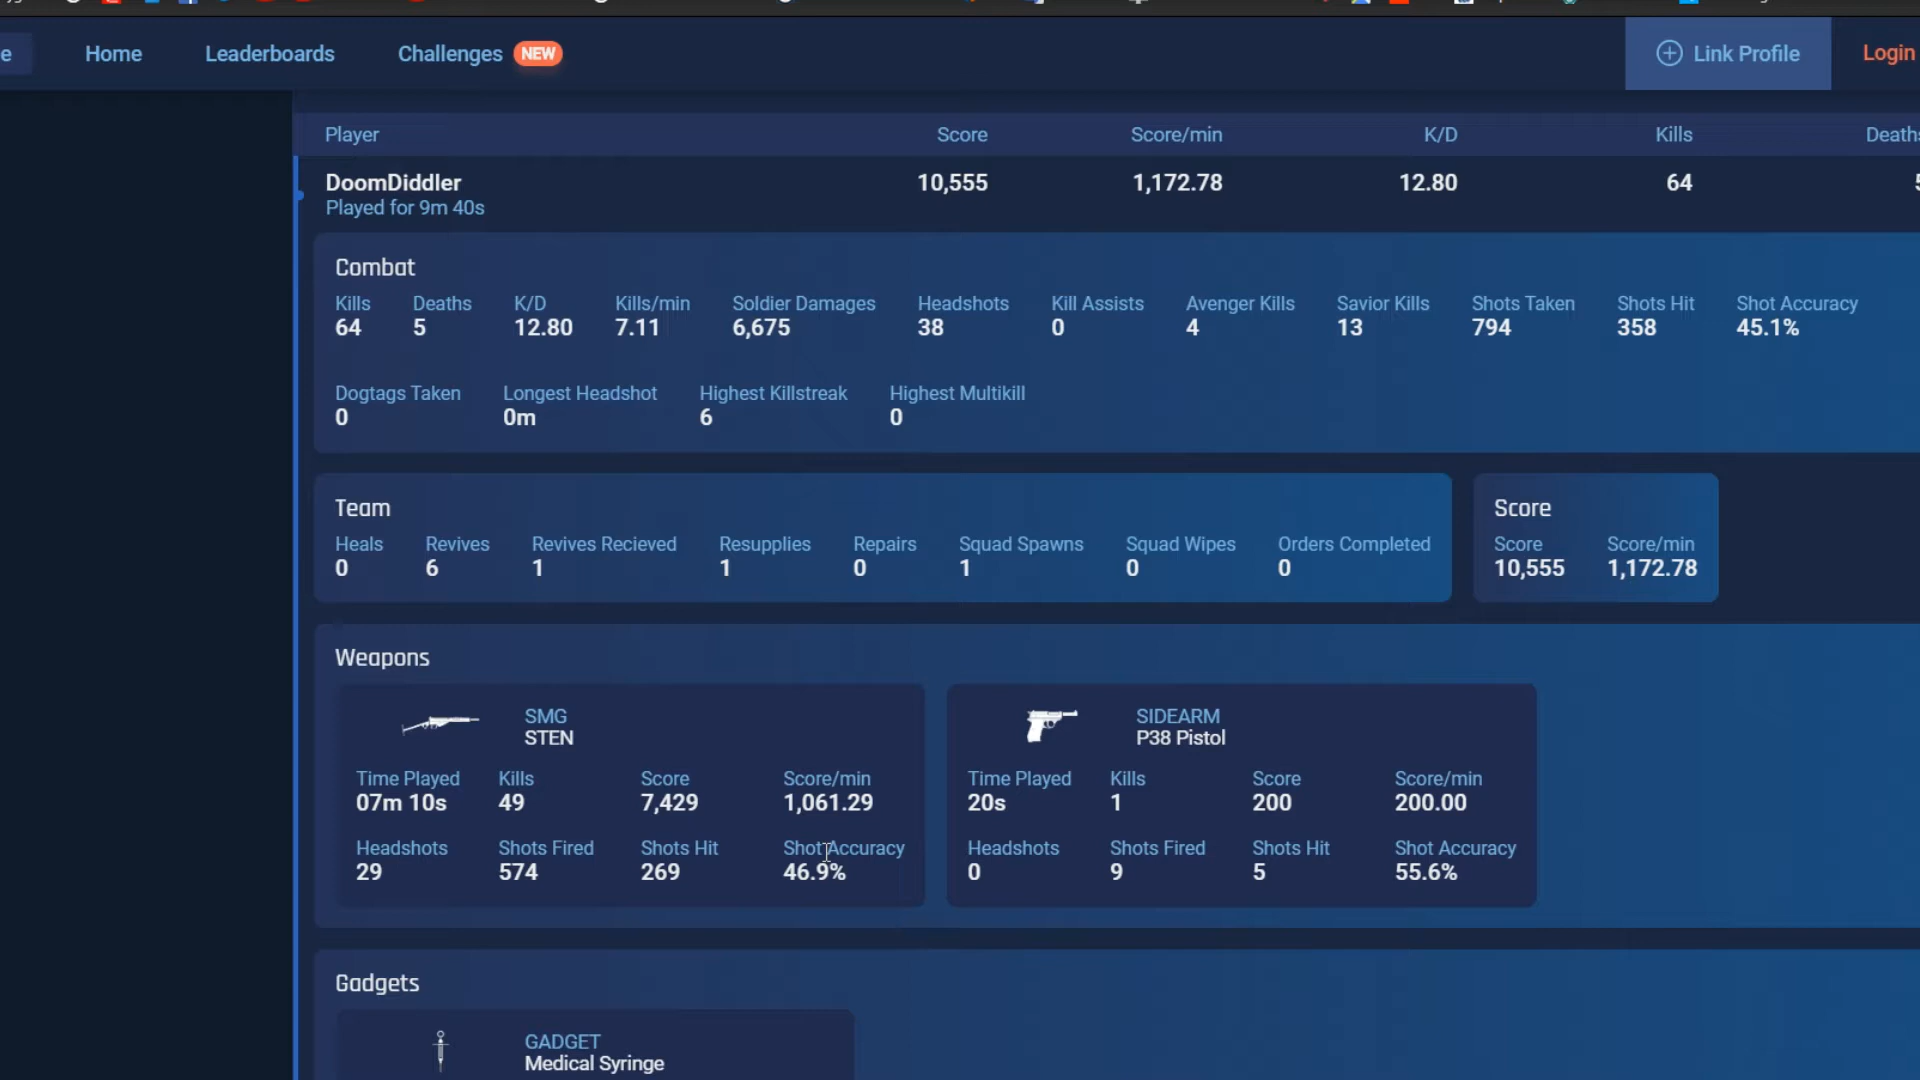 e Home Leaderboards Challenges NEW Link Profile Login
Player Score Score/min K/D Kills Deaths
DoomDiddler 10,555 1,172.78 12.80 64 5
Played for 9m 40s
Combat
Kills Deaths K/D Kills/min Soldier Damages Headshots Kill Assists Avenger Kills Savior Kills Shots Taken Shots Hit Shot Accuracy
64 5 12.80 7.11 6,675 38 0 4 13 794 358 45.1%
Dogtags Taken Longest Headshot Highest Killstreak Highest Multikill
0 0m 6 0
Team
Heals Revives Revives Recieved Resupplies Repairs Squad Spawns Squad Wipes Orders Completed
0 6 1 1 0 1 0 0
Score
Score Score/min
10,555 1,172.78
Weapons
SMG
STEN
Time Played Kills Score Score/min
07m 10s 49 7,429 1,061.29
Headshots Shots Fired Shots Hit Shot Accuracy
29 574 269 46.9%
SIDEARM
P38 Pistol
Time Played Kills Score Score/min
20s 1 200 200.00
Headshots Shots Fired Shots Hit Shot Accuracy
0 9 5 55.6%
Gadgets
GADGET
Medical Syringe